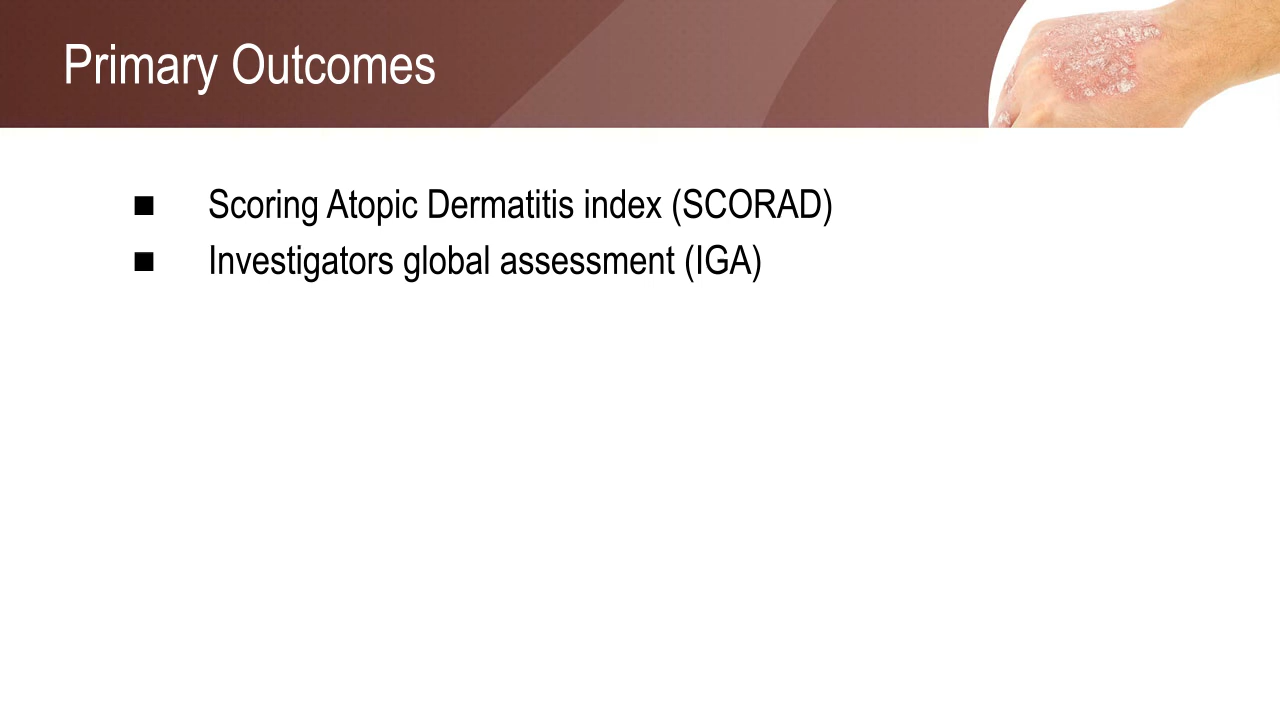 Primary Outcomes
■ Scoring Atopic Dermatitis index (SCORAD)
■ Investigators global assessment (IGA)